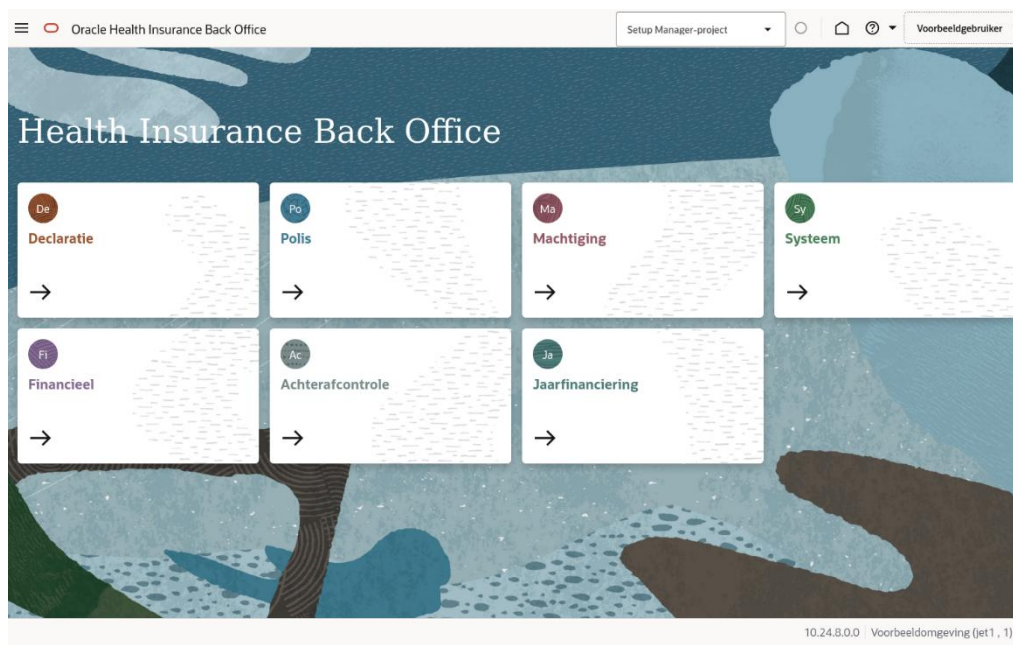 Oracle Health Insurance Back Office
Setup Manager-project
Voorbeeldgebruiker
Health Insurance Back Office
De
Declaratie
Po
Polis
Ma
Machtiging
Sy
Systeem
Fi
Financieel
Ac
Achterafcontrole
Ja
Jaarfinanciering
10.24.8.0.0 Voorbeeldomgeving (jet1 , 1)